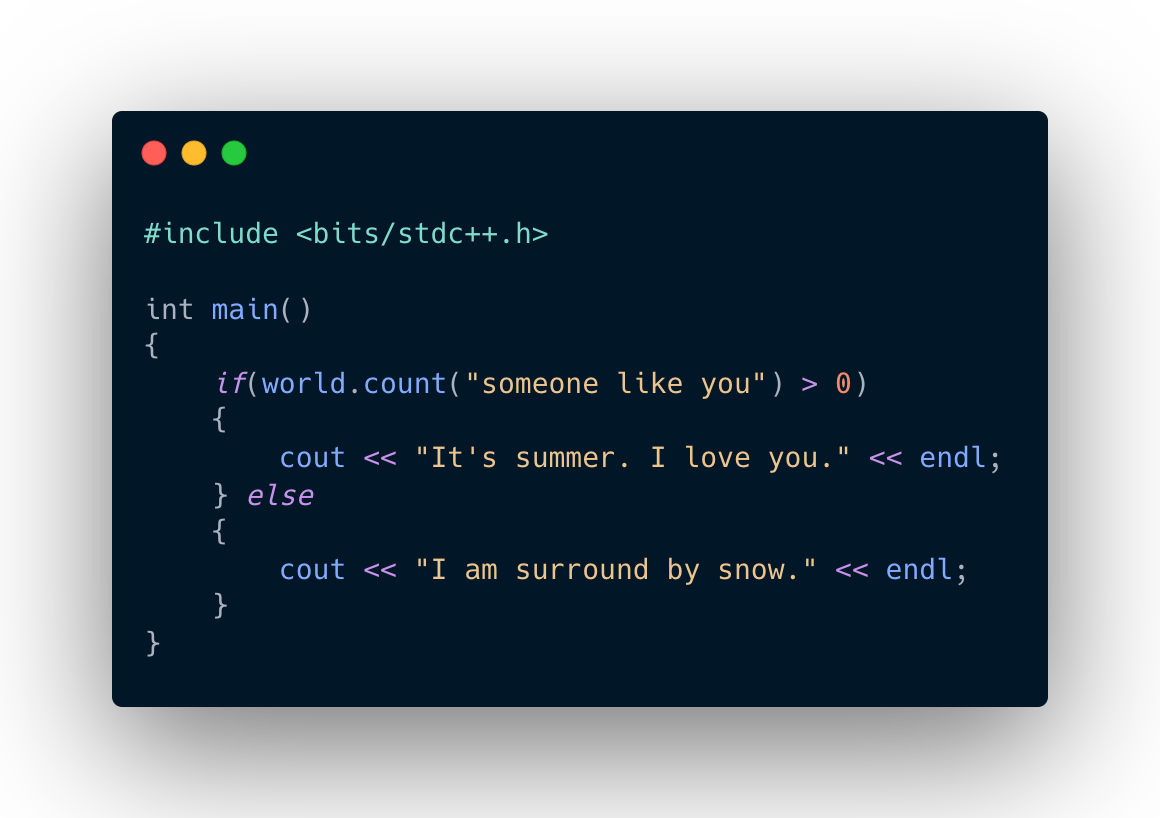 #include <bits/stdc++.h>
int main()
{
if(world.count("someone like you") > 0)
{
cout << "It's summer. I love you." << endl;
} else
{
cout << "I am surround by snow." << endl;
}
}